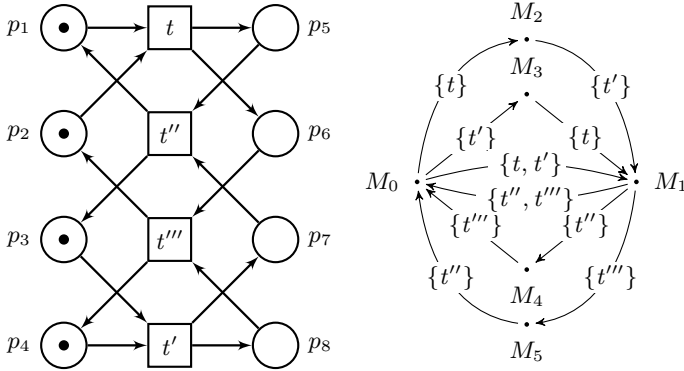 p₁ t p₅
p₂ t'' p₆
p₃ t''' p₇
p₄ t' p₈
M₂
M₃
{t} {t'}
{t'} {t}
{t, t'}
M₀ M₁
{t'', t'''}
{t'''} {t''}
{t''} {t'''}
M₄
M₅